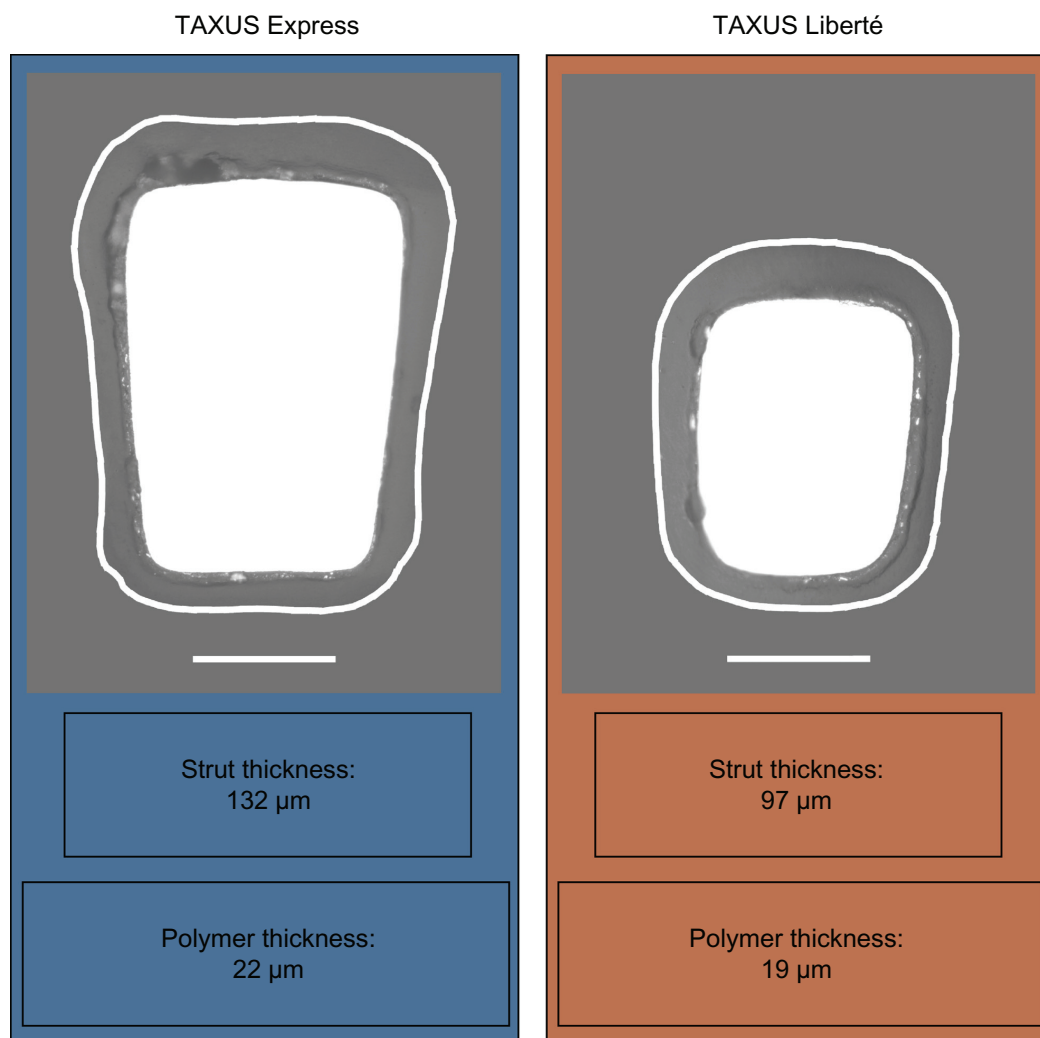 TAXUS Express
TAXUS Liberté
Strut thickness:
132 µm
Strut thickness:
97 µm
Polymer thickness:
22 µm
Polymer thickness:
19 µm